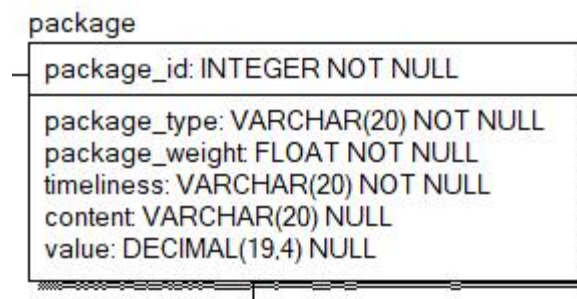 package
package_id: INTEGER NOT NULL
package_type: VARCHAR(20) NOT NULL
package_weight: FLOAT NOT NULL
timeliness: VARCHAR(20) NOT NULL
content: VARCHAR(20) NULL
value: DECIMAL(19,4) NULL